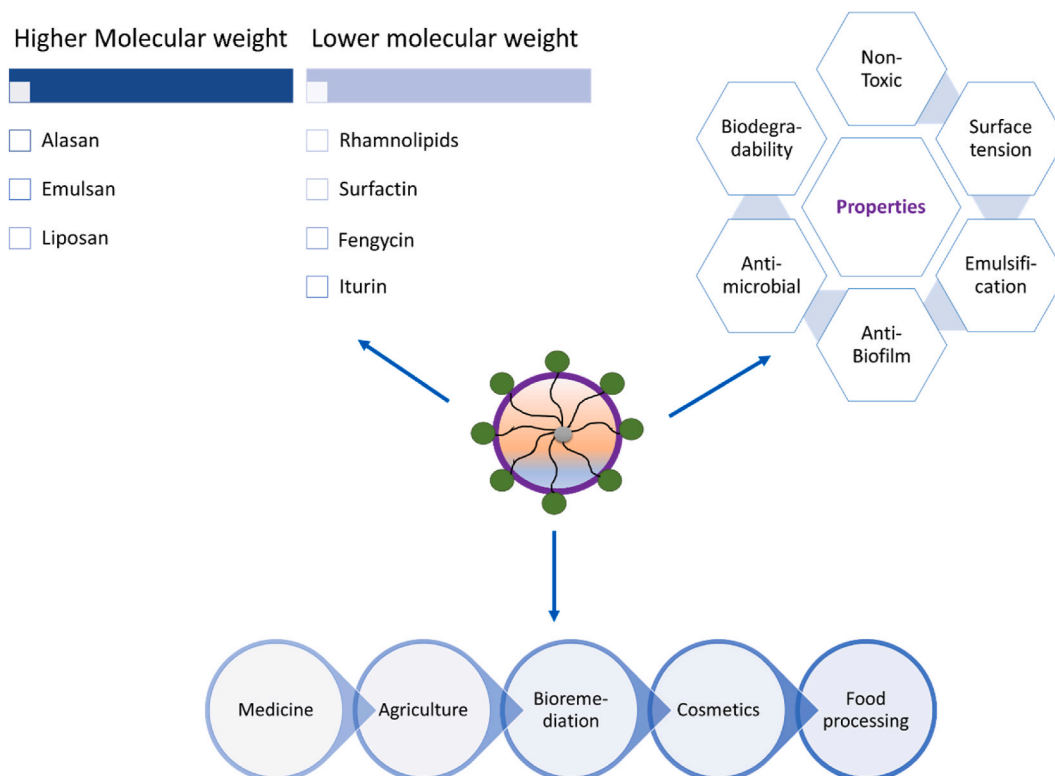 Higher Molecular weight
Alasan
Emulsan
Liposan
Lower molecular weight
Rhamnolipids
Surfactin
Fengycin
Iturin
Properties
Non-
Toxic
Surface
tension
Emulsifi-
cation
Anti-
Biofilm
Anti-
microbial
Biodegra-
dability
Medicine
Agriculture
Bioreme-
diation
Cosmetics
Food
processing